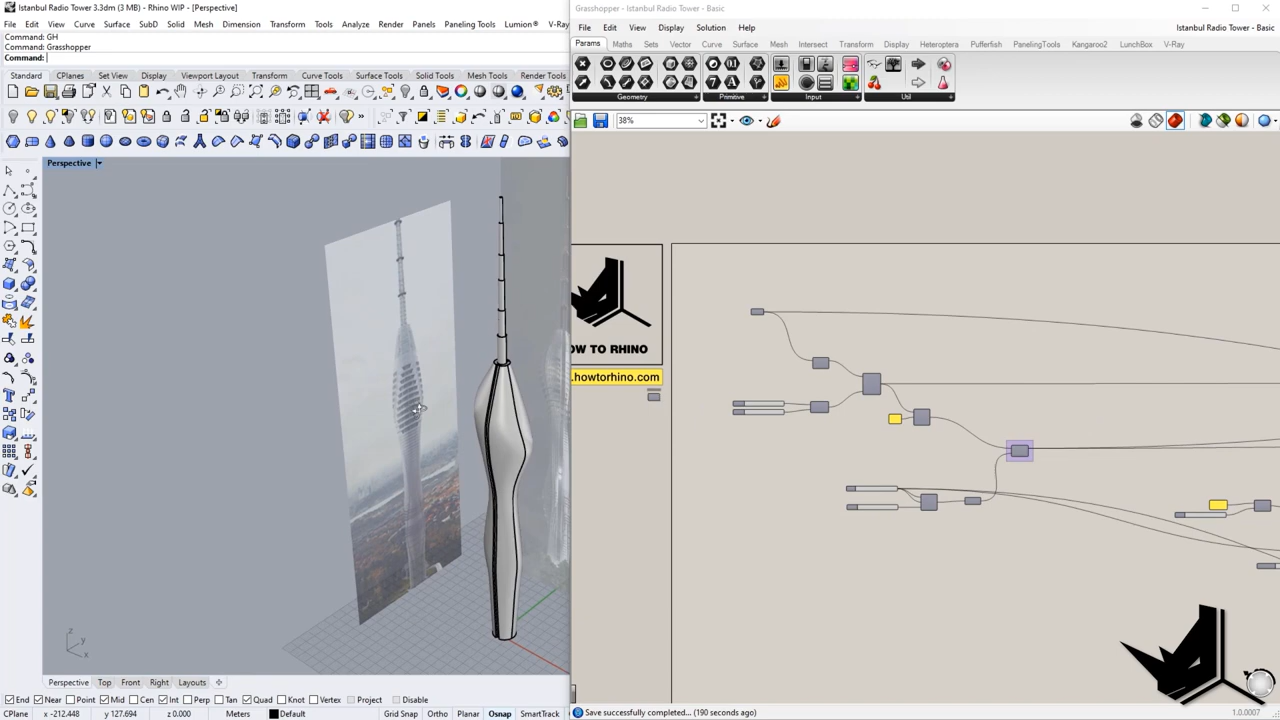 Istanbul Radio Tower 3.3dm (3 MB) - Rhino WIP - [Perspective]
File Edit View Curve Surface SubD Solid Mesh Dimension Transform Tools Analyze Render Panels Paneling Tools Lumion® V-Ray
Command: GH
Command: Grasshopper
Command:
Standard CPlanes Set View Display Select Viewport Layout Transform Curve Tools Surface Tools Solid Tools Mesh Tools Render Tools
Perspective
z
y
x
Perspective Top Front Right Layouts
End Near Point Mid Cen Int Perp Tan Quad Knot Vertex Project Disable
CPlane x -212.448 y 127.694 z 0.000 Meters Default Grid Snap Ortho Planar Osnap SmartTrack
Grasshopper - Istanbul Radio Tower - Basic
File Edit View Display Solution Help Istanbul Radio Tower - Basic
Params Maths Sets Vector Curve Surface Mesh Intersect Transform Display Heteroptera Pufferfish PanelingTools Kangaroo2 LunchBox V-Ray
Geometry Primitive Input Util
38%
OW TO RHINO
.howtorhino.com
Save successfully completed... (190 seconds ago) 1.0.0007